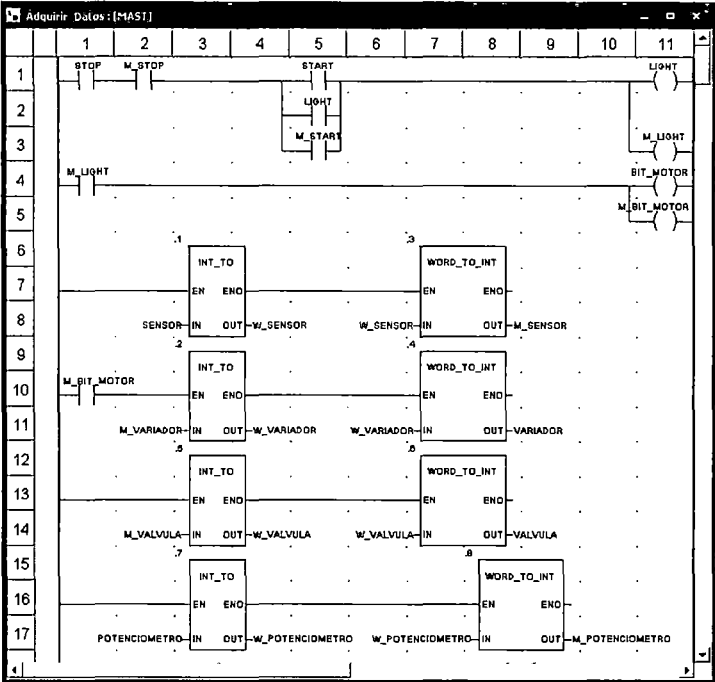 Adquirir Datos : [MAST]
1 2 3 4 5 6 7 8 9 10 11
1 STOP M_STOP START LIGHT
2 LIGHT
3 M_START M_LIGHT
4 M_LIGHT BIT_MOTOR
5 M_BIT_MOTOR
6 .1 .3
INT_TO WORD_TO_INT
7 EN ENO EN ENO
8 SENSOR IN OUT W_SENSOR W_SENSOR IN OUT M_SENSOR
9 .2 .4
INT_TO WORD_TO_INT
10 M_BIT_MOTOR EN ENO EN ENO
11 M_VARIADOR IN OUT W_VARIADOR W_VARIADOR IN OUT VARIADOR
12 .5 .6
INT_TO WORD_TO_INT
13 EN ENO EN ENO
14 M_VALVULA IN OUT W_VALVULA W_VALVULA IN OUT VALVULA
15 .7 .8
INT_TO WORD_TO_INT
16 EN ENO EN ENO
17 POTENCIOMETRO IN OUT W_POTENCIOMETRO W_POTENCIOMETRO IN OUT M_POTENCIOMETRO